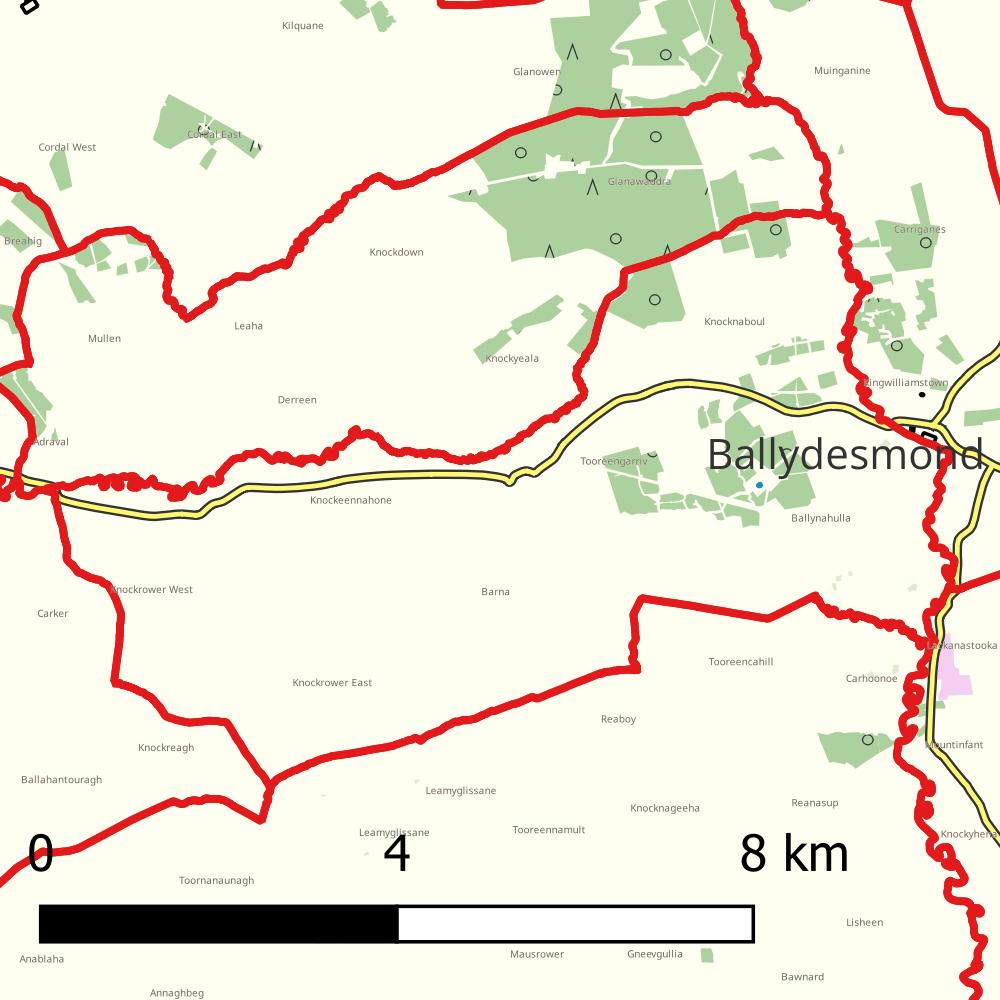 Kilquane
Glanowen
Muinganine
Cordal East
Cordal West
Glanawaddra
Carriganes
Breahig
Knockdown
Knocknaboul
Leaha
Mullen
Knockyeala
Kingwilliamstown
Derreen
Adraval
Ballydesmond
Tooreengarriv
Knockeennahone
Ballynahulla
Knockrower West
Barna
Carker
Lackanastooka
Tooreencahill
Carhoonoe
Knockrower East
Reaboy
Knockreagh
Mountinfant
Ballahantouragh
Leamyglissane
Reanasup
Knocknageeha
Tooreennamult
Leamyglissane
0 4 8 km
Toornanaunagh
Lisheen
Mausrower
Gneevgullia
Anablaha
Bawnard
Annaghbeg